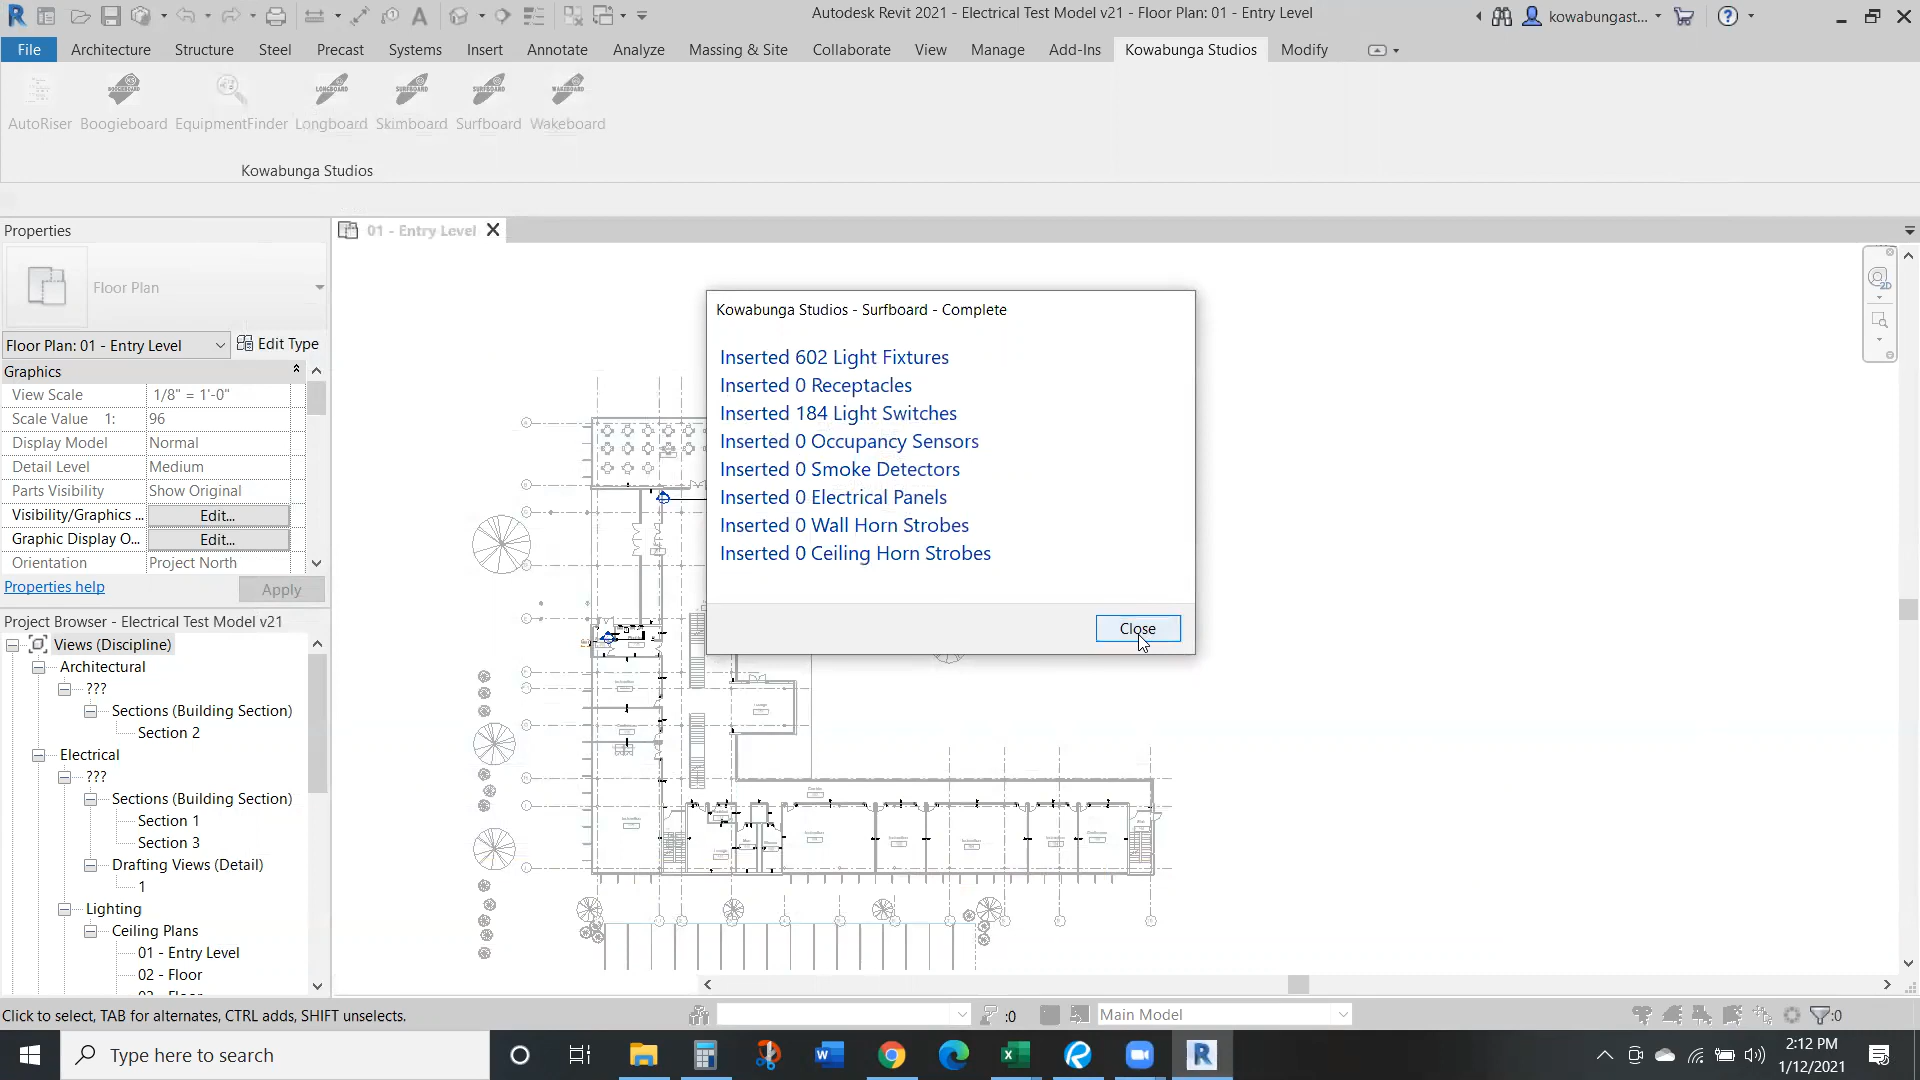 Autodesk Revit 2021 - Electrical Test Model v21 - Floor Plan: 01 - Entry Level
kowabungast...
File Architecture Structure Steel Precast Systems Insert Annotate Analyze Massing & Site Collaborate View Manage Add-Ins Kowabunga Studios Modify
AutoRiser Boogieboard EquipmentFinder Longboard Skimboard Surfboard Wakeboard
Kowabunga Studios
Properties
01 - Entry Level
Floor Plan
Floor Plan: 01 - Entry Level
Edit Type
Graphics
View Scale 1/8" = 1'-0"
Scale Value 1: 96
Display Model Normal
Detail Level Medium
Parts Visibility Show Original
Visibility/Graphics ... Edit...
Graphic Display O... Edit...
Orientation Project North
Properties help
Apply
Kowabunga Studios - Surfboard - Complete
Inserted 602 Light Fixtures
Inserted 0 Receptacles
Inserted 184 Light Switches
Inserted 0 Occupancy Sensors
Inserted 0 Smoke Detectors
Inserted 0 Electrical Panels
Inserted 0 Wall Horn Strobes
Inserted 0 Ceiling Horn Strobes
Close
Project Browser - Electrical Test Model v21
Views (Discipline)
Architectural
???
Sections (Building Section)
Section 2
Electrical
???
Sections (Building Section)
Section 1
Section 3
Drafting Views (Detail)
1
Lighting
Ceiling Plans
01 - Entry Level
02 - Floor
Click to select, TAB for alternates, CTRL adds, SHIFT unselects.
:0
Main Model
:0
Type here to search
2:12 PM
1/12/2021